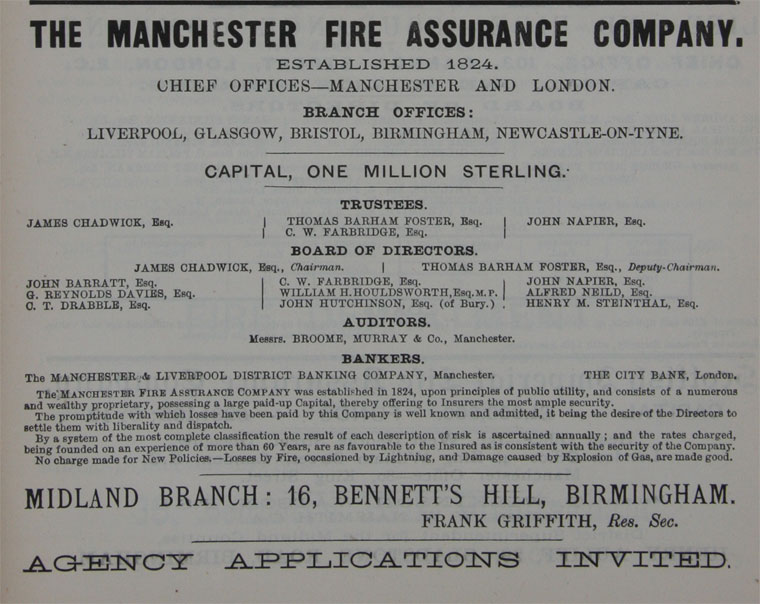 THE MANCHESTER FIRE ASSURANCE COMPANY.
ESTABLISHED 1824.
CHIEF OFFICES—MANCHESTER AND LONDON.
BRANCH OFFICES:
LIVERPOOL, GLASGOW, BRISTOL, BIRMINGHAM, NEWCASTLE-ON-TYNE.
CAPITAL, ONE MILLION STERLING.
TRUSTEES.
JAMES CHADWICK, Esq. | THOMAS BARHAM FOSTER, Esq. | JOHN NAPIER, Esq.
| C. W. FARBRIDGE, Esq. |
BOARD OF DIRECTORS.
JAMES CHADWICK, Esq., Chairman. | THOMAS BARHAM FOSTER, Esq., Deputy-Chairman.
JOHN BARRATT, Esq. | C. W. FARBRIDGE, Esq. | JOHN NAPIER, Esq.
G. REYNOLDS DAVIES, Esq. | WILLIAM H. HOULDSWORTH, Esq. M.P. | ALFRED NEILD, Esq.
C. T. DRABBLE, Esq. | JOHN HUTCHINSON, Esq. (of Bury.) | HENRY M. STEINTHAL, Esq.
AUDITORS.
Messrs. BROOME, MURRAY & Co., Manchester.
BANKERS.
The MANCHESTER & LIVERPOOL DISTRICT BANKING COMPANY, Manchester. THE CITY BANK, London.
The MANCHESTER FIRE ASSURANCE COMPANY was established in 1824, upon principles of public utility, and consists of a numerous
and wealthy proprietary, possessing a large paid-up Capital, thereby offering to Insurers the most ample security.
The promptitude with which losses have been paid by this Company is well known and admitted, it being the desire of the Directors to
settle them with liberality and dispatch.
By a system of the most complete classification the result of each description of risk is ascertained annually; and the rates charged,
being founded on an experience of more than 60 Years, are as favourable to the Insured as is consistent with the security of the Company.
No charge made for New Policies.—Losses by Fire, occasioned by Lightning, and Damage caused by Explosion of Gas, are made good.
MIDLAND BRANCH: 16, BENNETT'S HILL, BIRMINGHAM.
FRANK GRIFFITH, Res. Sec.
AGENCY APPLICATIONS INVITED.